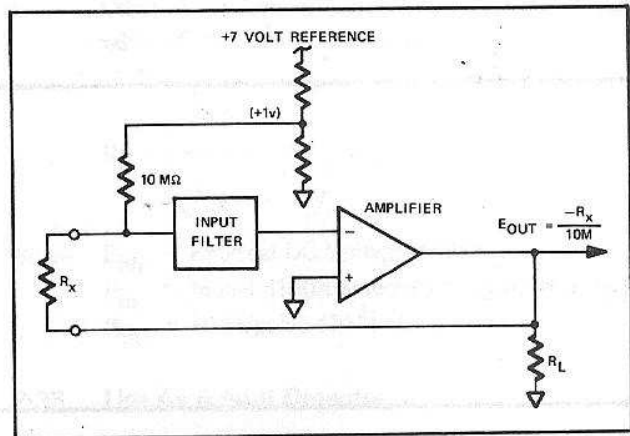 +7 VOLT REFERENCE
(+1v)
10 MΩ
AMPLIFIER
INPUT
FILTER
E_OUT = -R_X / 10M
R_X
−
+
R_L